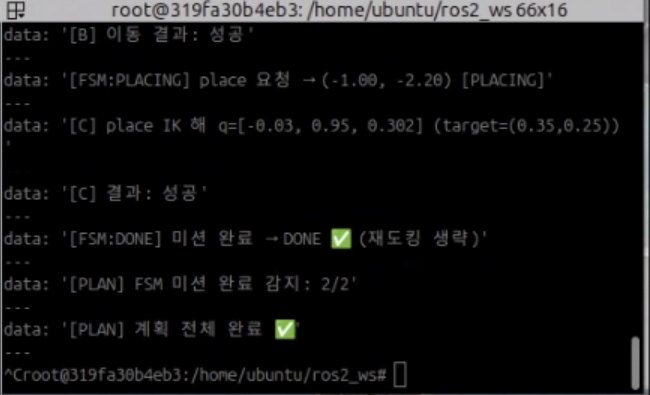 root@319fa30b4eb3: /home/ubuntu/ros2_ws 66x16
data: '[B] 이동 결과: 성공'
---
data: '[FSM:PLACING] place 요청 →(-1.00, -2.20) [PLACING]'
---
data: '[C] place IK 해 q=[-0.03, 0.95, 0.302] (target=(0.35,0.25))
'
data: '[C] 결과: 성공'
---
data: '[FSM:DONE] 미션 완료 →DONE ✅ (재도킹 생략)'
---
data: '[PLAN] FSM 미션 완료 감지: 2/2'
---
data: '[PLAN] 계획 전체 완료 ✅'
---
^Croot@319fa30b4eb3:/home/ubuntu/ros2_ws#